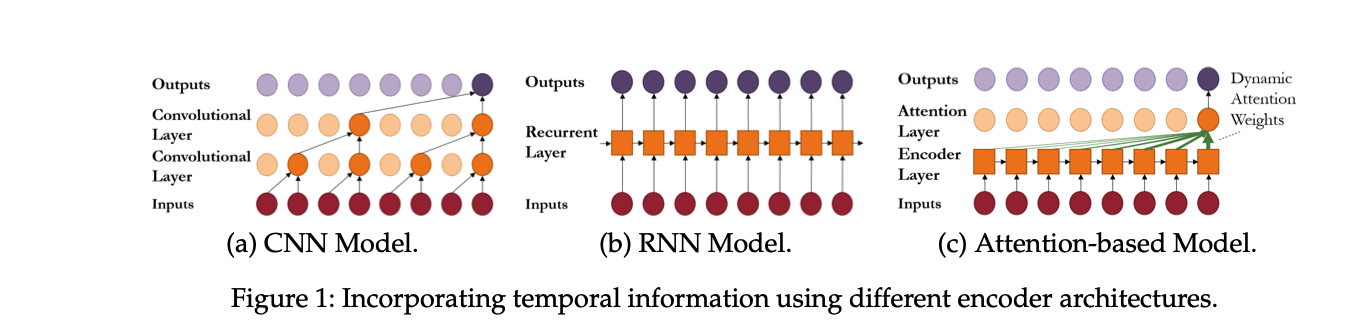 Outputs
Convolutional
Layer
Convolutional
Layer
Inputs
(a) CNN Model.
Outputs
Recurrent
Layer
Inputs
(b) RNN Model.
Outputs
Attention
Layer
Encoder
Layer
Inputs
Dynamic
Attention
Weights
(c) Attention-based Model.
Figure 1: Incorporating temporal information using different encoder architectures.